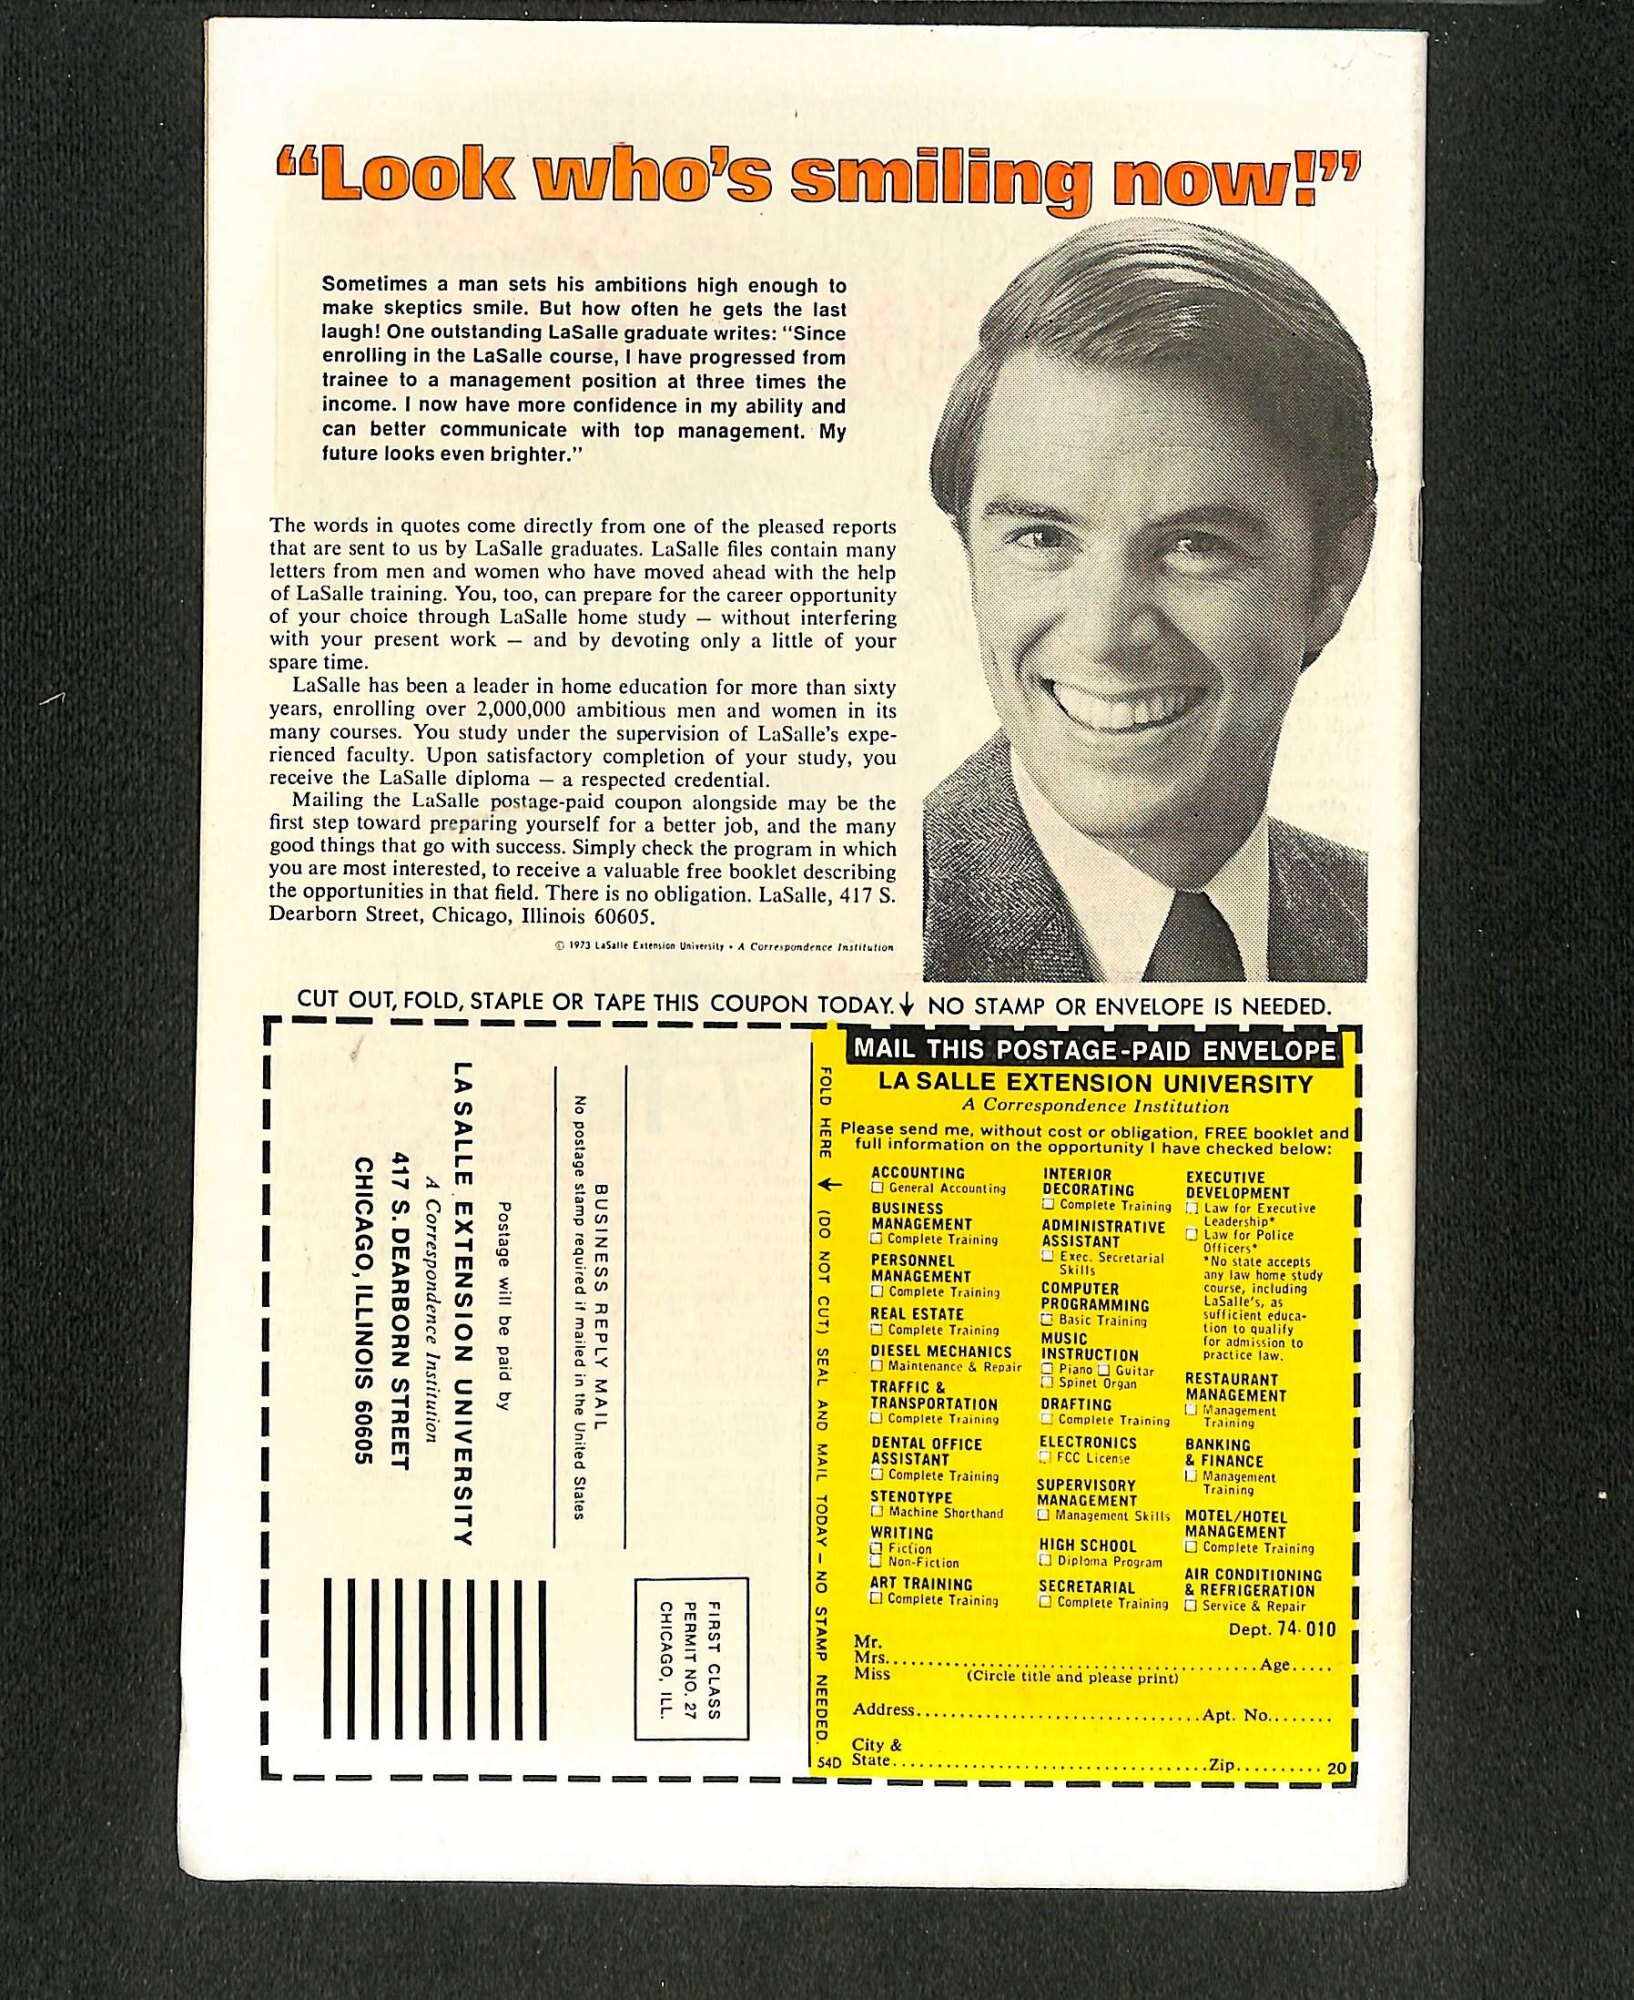 “Look who’s smiling now!”
Sometimes a man sets his ambitions high enough to
make skeptics smile. But how often he gets the last
laugh! One outstanding LaSalle graduate writes: “Since
enrolling in the LaSalle course, I have progressed from
trainee to a management position at three times the
income. I now have more confidence in my ability and
can better communicate with top management. My
future looks even brighter.”
The words in quotes come directly from one of the pleased reports
that are sent to us by LaSalle graduates. LaSalle files contain many
letters from men and women who have moved ahead with the help
of LaSalle training. You, too, can prepare for the career opportunity
of your choice through LaSalle home study — without interfering
with your present work — and by devoting only a little of your
spare time.
LaSalle has been a leader in home education for more than sixty
years, enrolling over 2,000,000 ambitious men and women in its
many courses. You study under the supervision of LaSalle’s expe-
rienced faculty. Upon satisfactory completion of your study, you
receive the LaSalle diploma — a respected credential.
Mailing the LaSalle postage-paid coupon alongside may be the
first step toward preparing yourself for a better job, and the many
good things that go with success. Simply check the program in which
you are most interested, to receive a valuable free booklet describing
the opportunities in that field. There is no obligation. LaSalle, 417 S.
Dearborn Street, Chicago, Illinois 60605.
© 1973 LaSalle Extension University • A Correspondence Institution
CUT OUT, FOLD, STAPLE OR TAPE THIS COUPON TODAY. ↓ NO STAMP OR ENVELOPE IS NEEDED.
FIRST CLASS
PERMIT NO. 27
CHICAGO, ILL.
BUSINESS REPLY MAIL
No postage stamp required if mailed in the United States
Postage will be paid by
LA SALLE EXTENSION UNIVERSITY
A Correspondence Institution
417 S. DEARBORN STREET
CHICAGO, ILLINOIS 60605
FOLD HERE ↓ (DO NOT CUT) SEAL AND MAIL TODAY — NO STAMP NEEDED.
54D
MAIL THIS POSTAGE-PAID ENVELOPE
LA SALLE EXTENSION UNIVERSITY
A Correspondence Institution
Please send me, without cost or obligation, FREE booklet and
full information on the opportunity I have checked below:
ACCOUNTING
□ General Accounting
BUSINESS
MANAGEMENT
□ Complete Training
PERSONNEL
MANAGEMENT
□ Complete Training
REAL ESTATE
□ Complete Training
DIESEL MECHANICS
□ Maintenance & Repair
TRAFFIC &
TRANSPORTATION
□ Complete Training
DENTAL OFFICE
ASSISTANT
□ Complete Training
STENOTYPE
□ Machine Shorthand
WRITING
□ Fiction
□ Non-Fiction
ART TRAINING
□ Complete Training
INTERIOR
DECORATING
□ Complete Training
ADMINISTRATIVE
ASSISTANT
□ Exec. Secretarial
Skills
COMPUTER
PROGRAMMING
□ Basic Training
MUSIC
INSTRUCTION
□ Piano □ Guitar
□ Spinet Organ
DRAFTING
□ Complete Training
ELECTRONICS
□ FCC License
SUPERVISORY
MANAGEMENT
□ Management Skills
HIGH SCHOOL
□ Diploma Program
SECRETARIAL
□ Complete Training
EXECUTIVE
DEVELOPMENT
□ Law for Executive
Leadership*
□ Law for Police
Officers*
*No state accepts
any law home study
course, including
LaSalle’s, as
sufficient educa-
tion to qualify
for admission to
practice law.
RESTAURANT
MANAGEMENT
□ Management
Training
BANKING
& FINANCE
□ Management
Training
MOTEL/HOTEL
MANAGEMENT
□ Complete Training
AIR CONDITIONING
& REFRIGERATION
□ Service & Repair
Dept. 74-010
Mr.
Mrs. ........ Age.....
Miss (Circle title and please print)
Address........ Apt. No........
City &
State........ Zip.......... 20